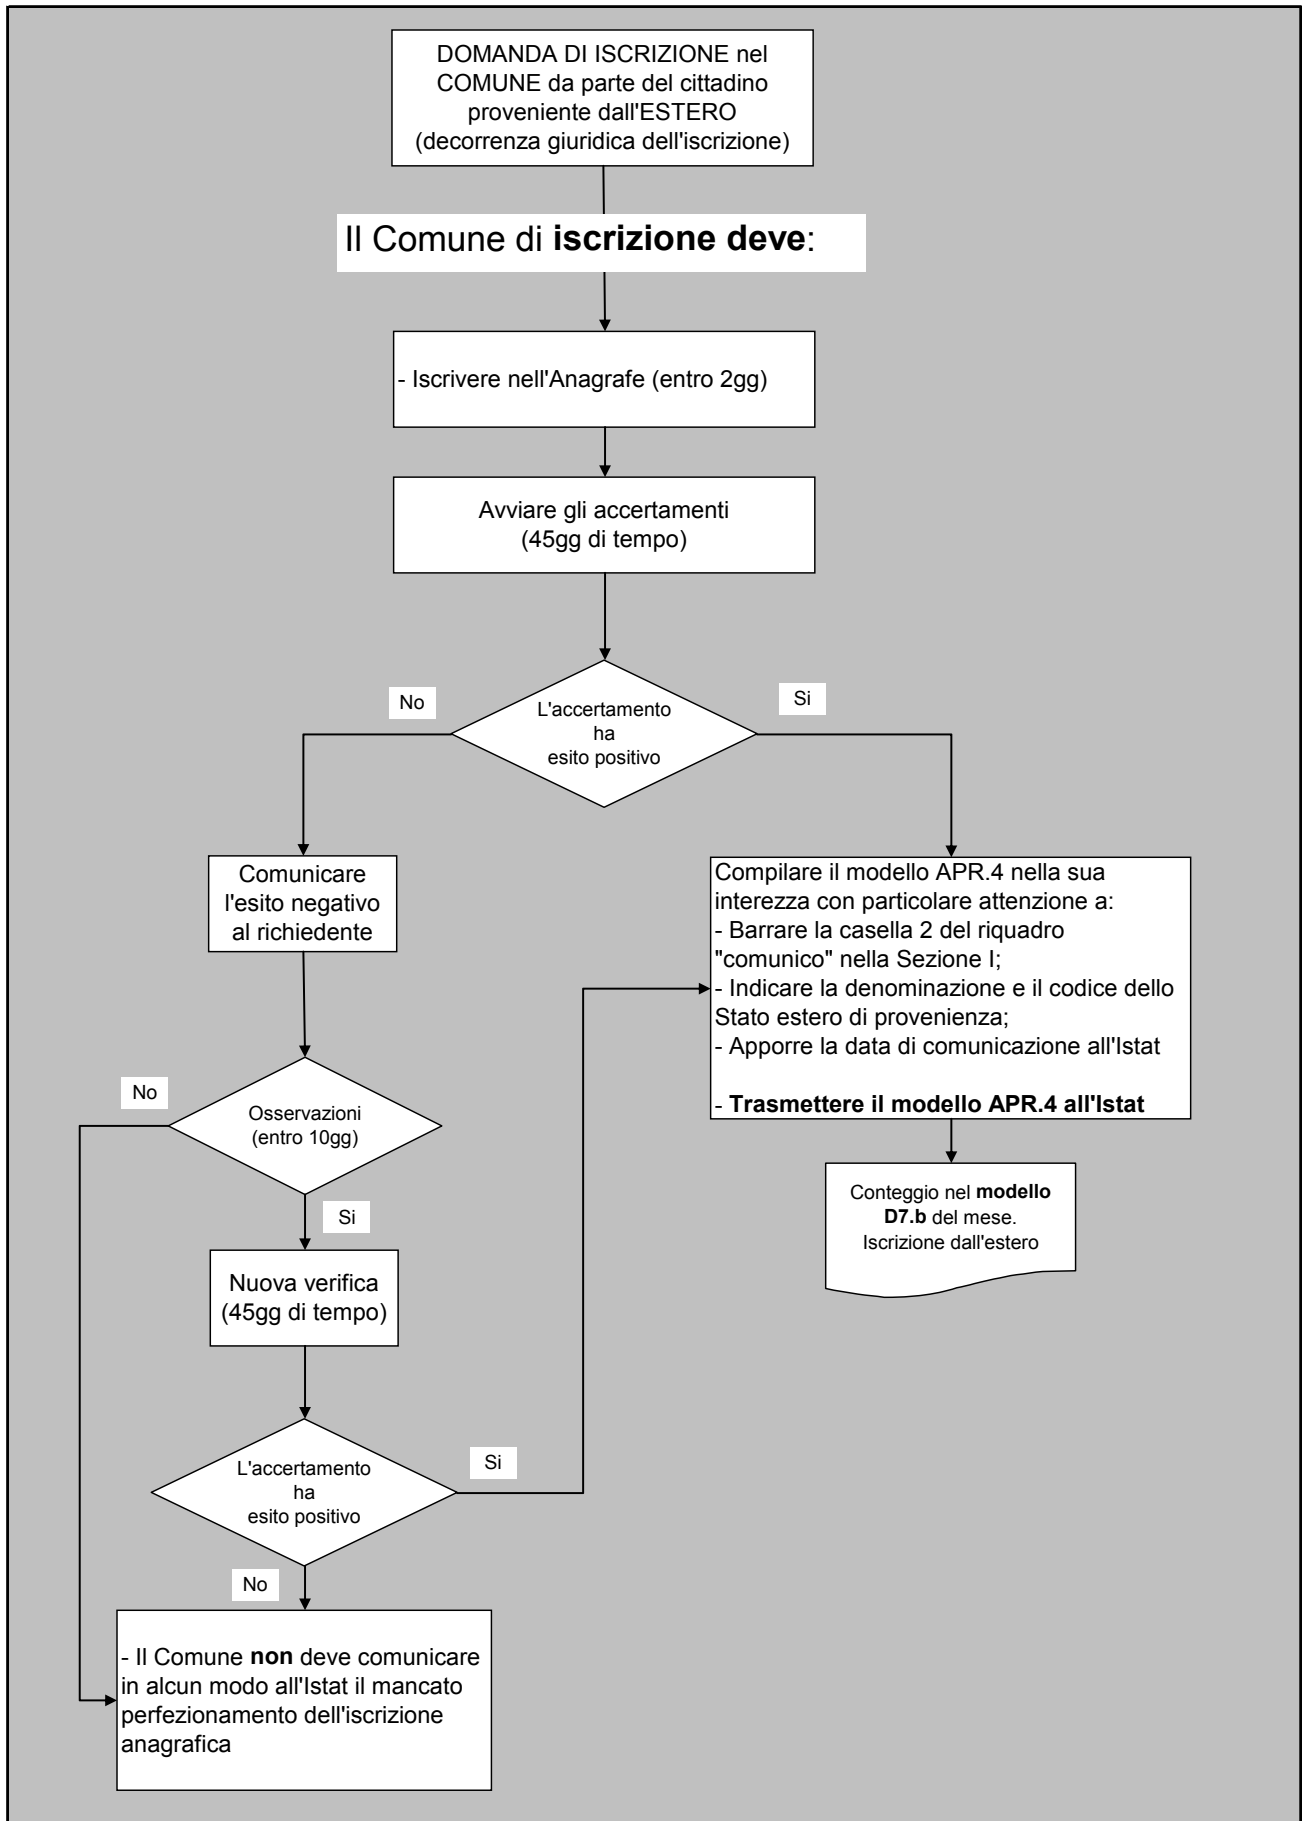 DOMANDA DI ISCRIZIONE nel
COMUNE da parte del cittadino
proveniente dall'ESTERO
(decorrenza giuridica dell'iscrizione)
Il Comune di iscrizione deve:
- Iscrivere nell'Anagrafe (entro 2gg)
Avviare gli accertamenti
(45gg di tempo)
No
Si
L'accertamento
ha
esito positivo
Comunicare
l'esito negativo
al richiedente
Compilare il modello APR.4 nella sua
interezza con particolare attenzione a:
- Barrare la casella 2 del riquadro
"comunico" nella Sezione I;
- Indicare la denominazione e il codice dello
Stato estero di provenienza;
- Apporre la data di comunicazione all'Istat
- Trasmettere il modello APR.4 all'Istat
No
Osservazioni
(entro 10gg)
Si
Conteggio nel modello
D7.b del mese.
Iscrizione dall'estero
Nuova verifica
(45gg di tempo)
L'accertamento
ha
esito positivo
Si
No
- Il Comune non deve comunicare
in alcun modo all'Istat il mancato
perfezionamento dell'iscrizione
anagrafica